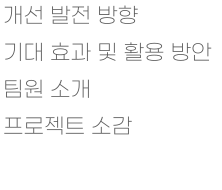 개선 발전 방향
기대 효과 및 활용 방안
팀원 소개
프로젝트 소감